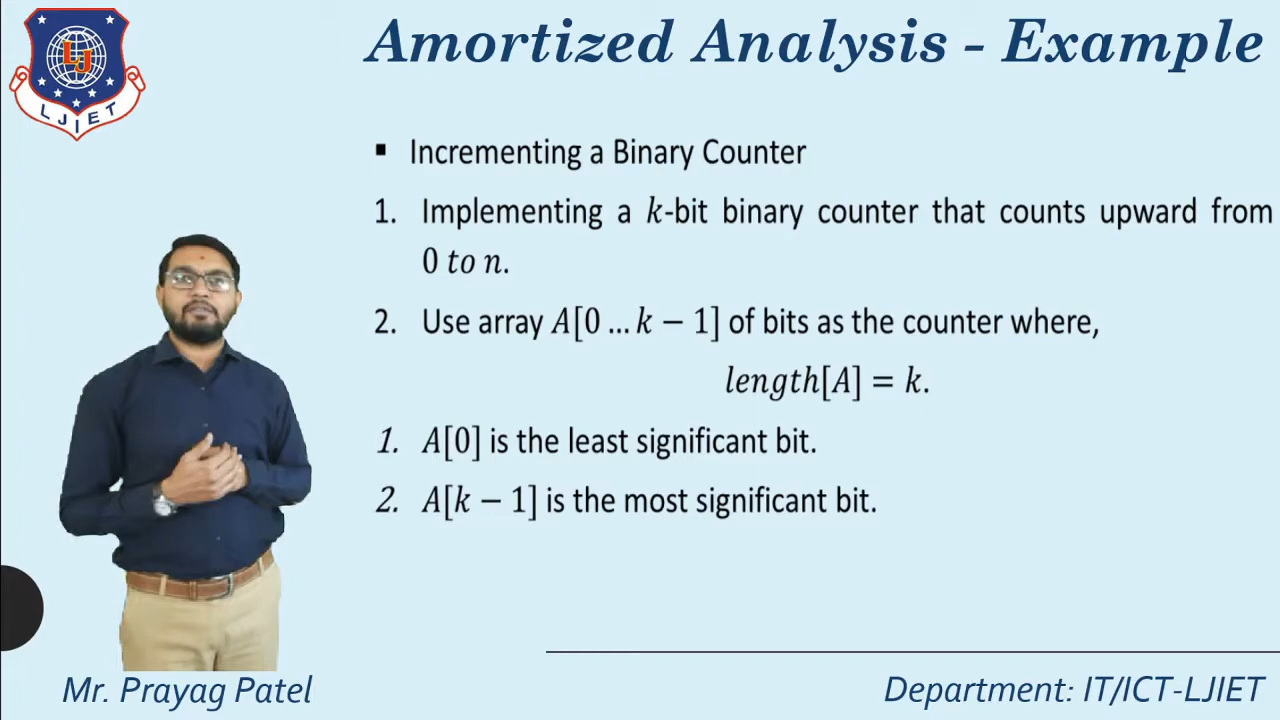 Amortized Analysis - Example
LJ
LJIET
▪ Incrementing a Binary Counter
1. Implementing a k-bit binary counter that counts upward from
0 to n.
2. Use array A[0 … k − 1] of bits as the counter where,
length[A] = k.
1. A[0] is the least significant bit.
2. A[k − 1] is the most significant bit.
Mr. Prayag Patel
Department: IT/ICT-LJIET